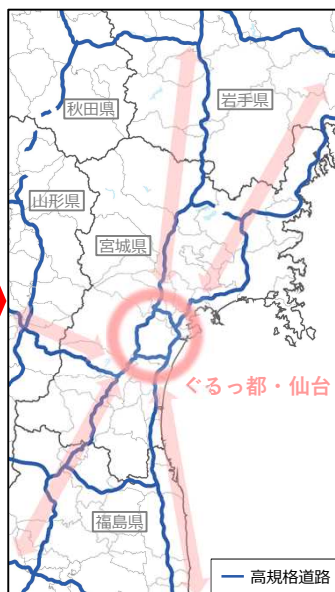 秋田県
岩手県
山形県
宮城県
ぐるっ都・仙台
福島県
高規格道路